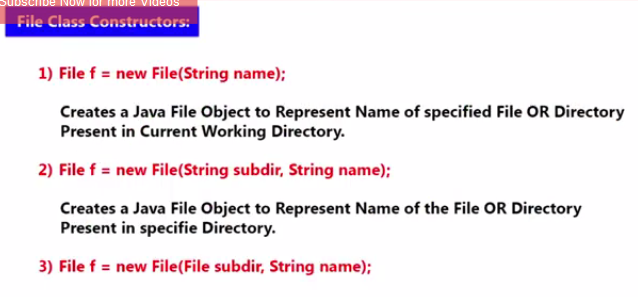 Subscribe Now for more Videos
File Class Constructors:
1) File f = new File(String name);
Creates a Java File Object to Represent Name of specified File OR Directory
Present in Current Working Directory.
2) File f = new File(String subdir, String name);
Creates a Java File Object to Represent Name of the File OR Directory
Present in specifie Directory.
3) File f = new File(File subdir, String name);